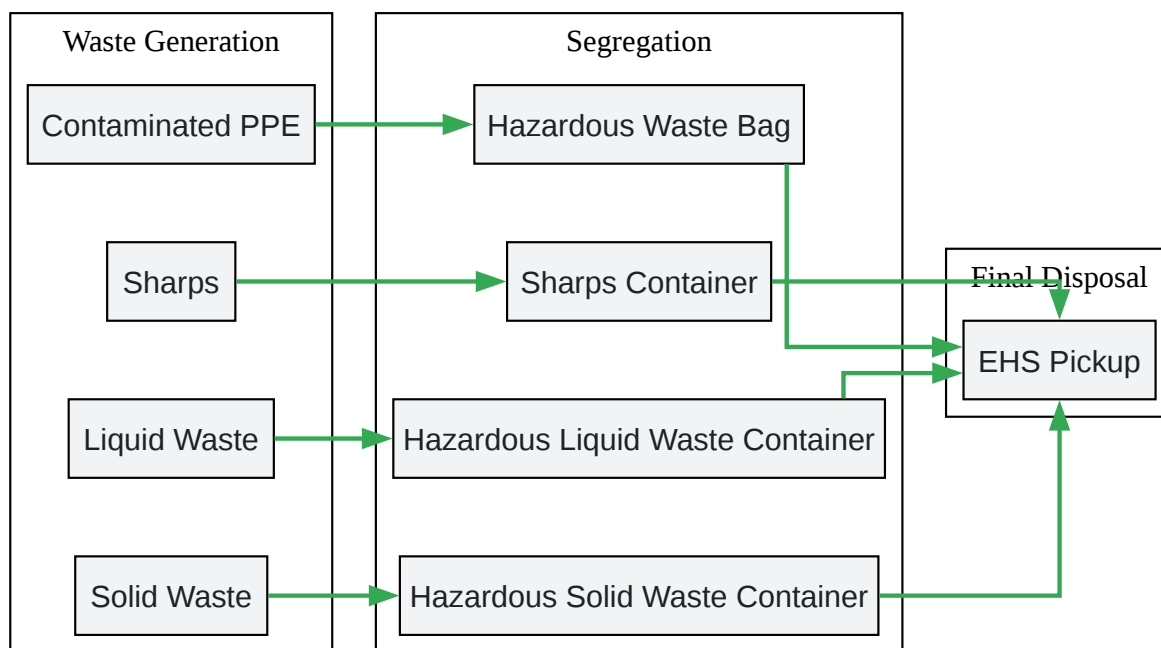 Waste Generation
Segregation
Contaminated PPE
Hazardous Waste Bag
Sharps
Sharps Container
Final Disposal
EHS Pickup
Liquid Waste
Hazardous Liquid Waste Container
Solid Waste
Hazardous Solid Waste Container